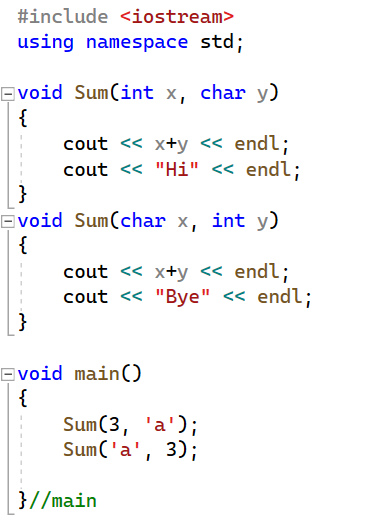 #include <iostream>
using namespace std;
void Sum(int x, char y)
{
cout << x+y << endl;
cout << "Hi" << endl;
}
void Sum(char x, int y)
{
cout << x+y << endl;
cout << "Bye" << endl;
}
void main()
{
Sum(3, 'a');
Sum('a', 3);
}//main